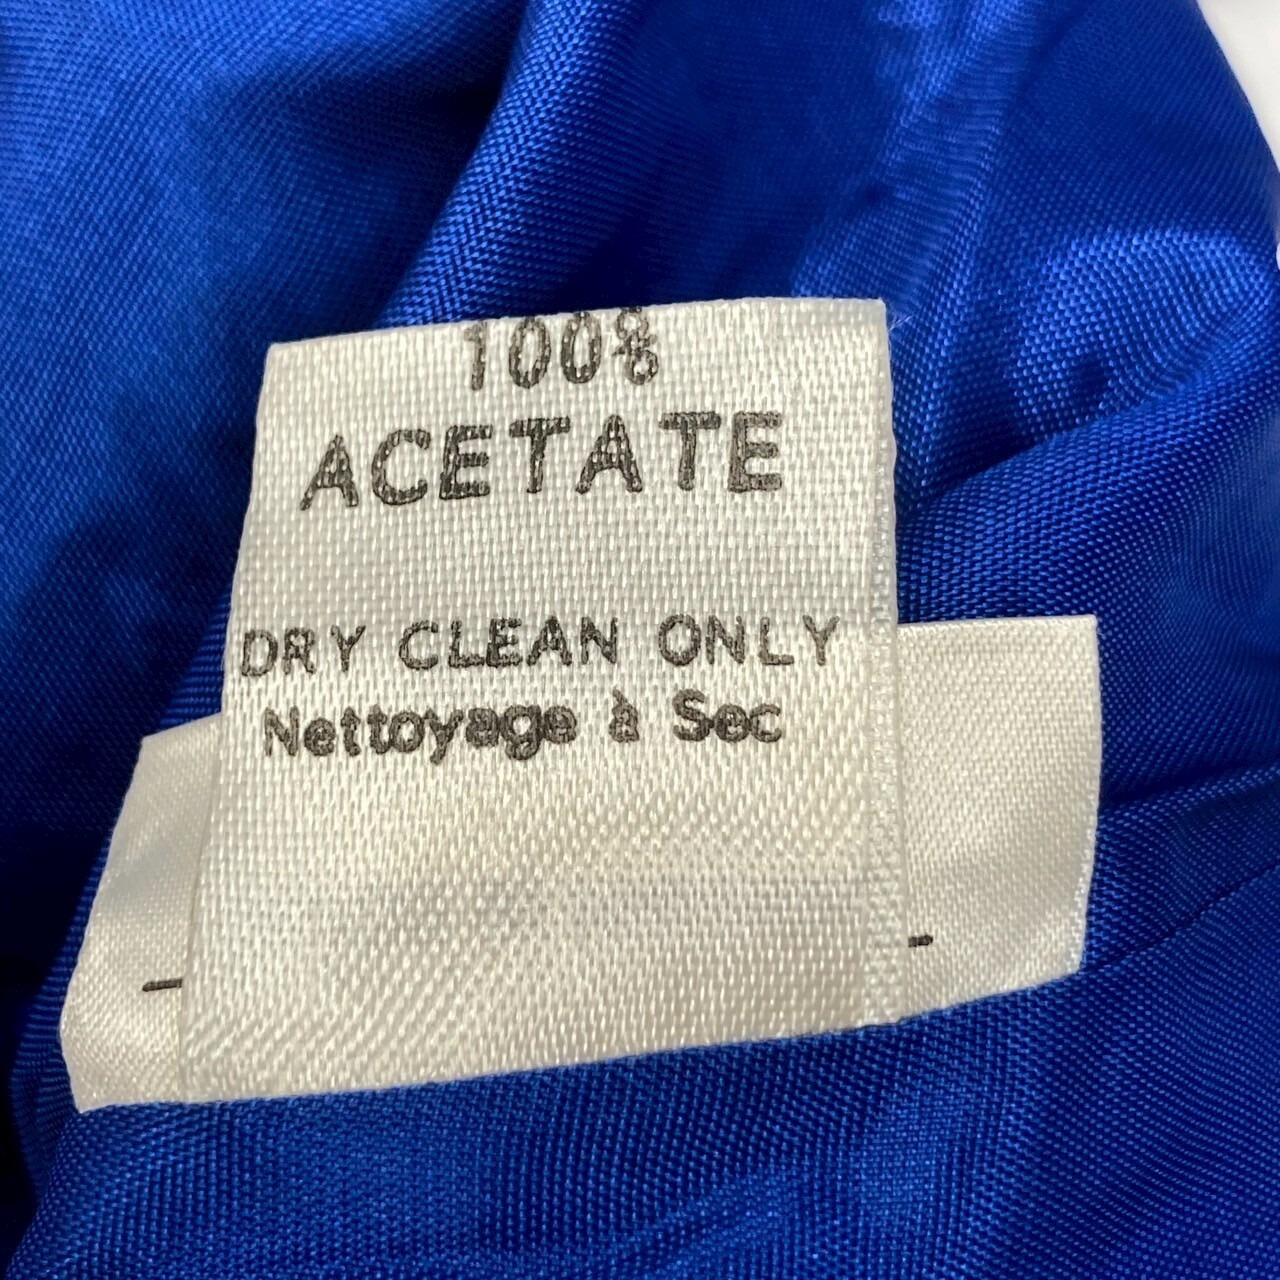 100%
ACETATE
DRY CLEAN ONLY
Nettoyage à Sec